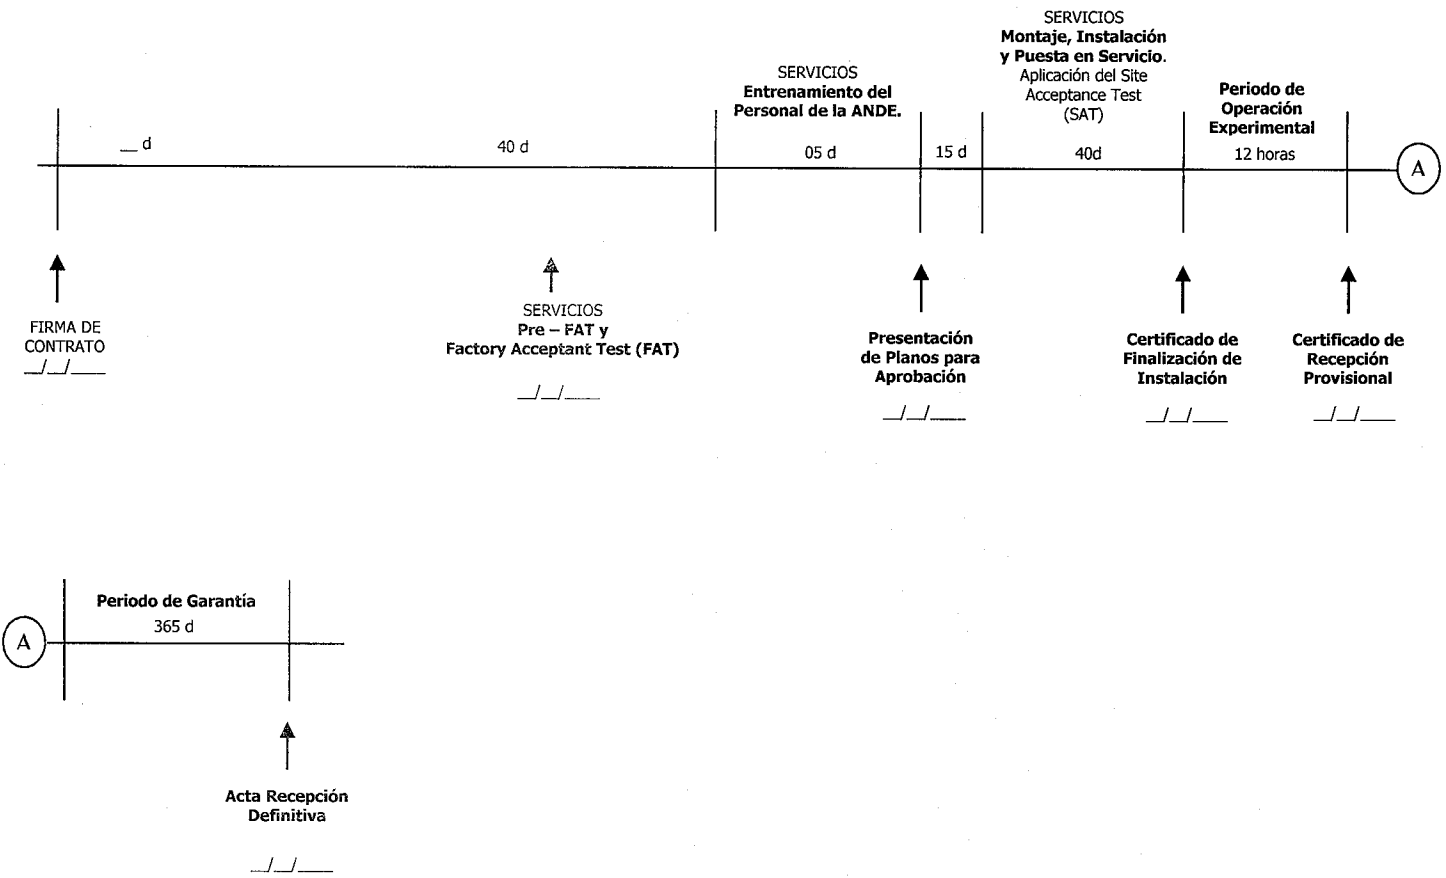 SERVICIOS
Montaje, Instalación
y Puesta en Servicio.
Aplicación del Site
Acceptance Test
(SAT)
SERVICIOS
Entrenamiento del
Personal de la ANDE.
Periodo de
Operación
Experimental
__ d
40 d
05 d
15 d
40d
12 horas
A
FIRMA DE
CONTRATO
__/__/____
SERVICIOS
Pre – FAT y
Factory Acceptant Test (FAT)
__/__/____
Presentación
de Planos para
Aprobación
__/__/____
Certificado de
Finalización de
Instalación
__/__/____
Certificado de
Recepción
Provisional
__/__/____
A
Periodo de Garantía
365 d
Acta Recepción
Definitiva
__/__/____